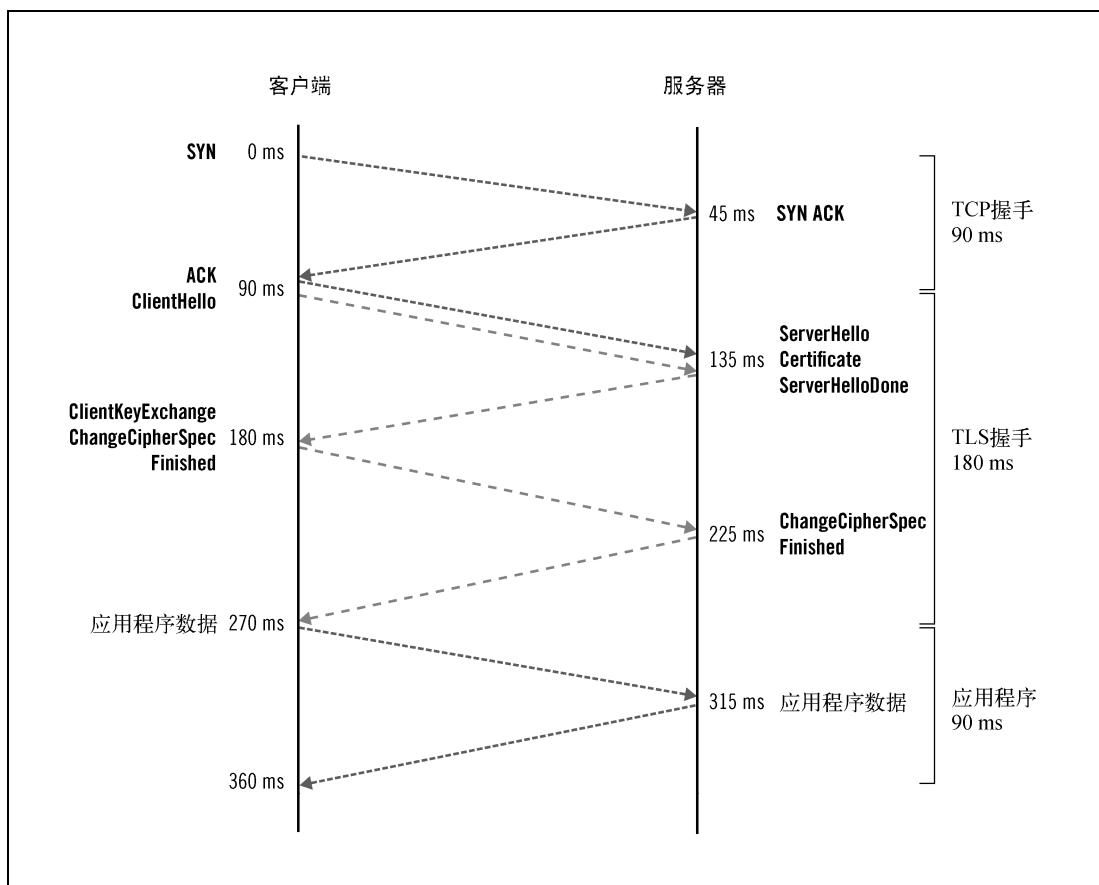 客户端
服务器
SYN 0 ms
45 ms SYN ACK
TCP握手
90 ms
ACK
ClientHello
90 ms
135 ms
ServerHello
Certificate
ServerHelloDone
ClientKeyExchange
ChangeCipherSpec
Finished
180 ms
TLS握手
180 ms
225 ms
ChangeCipherSpec
Finished
应用程序数据 270 ms
315 ms 应用程序数据
应用程序
90 ms
360 ms